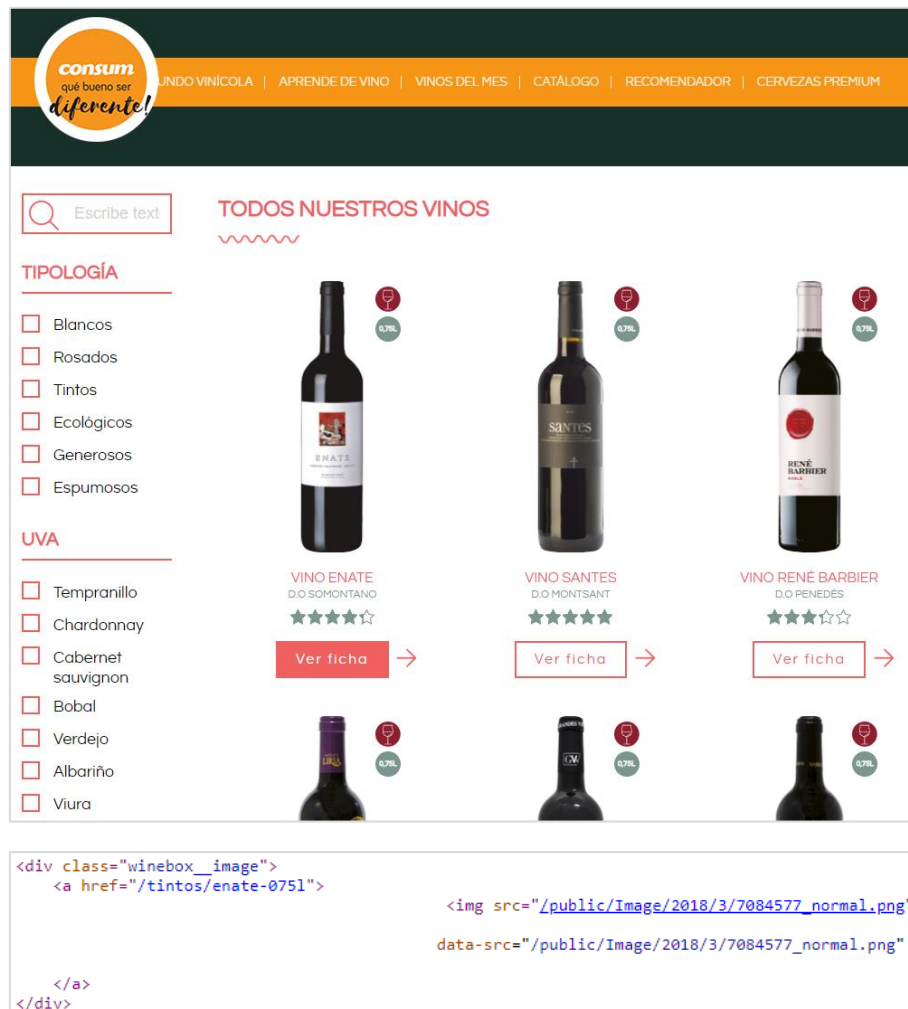 consum
qué bueno ser
diferente!
UNDO VINÍCOLA | APRENDE DE VINO | VINOS DEL MES | CATÁLOGO | RECOMENDADOR | CERVEZAS PREMIUM
Escribe text
TODOS NUESTROS VINOS
TIPOLOGÍA
Blancos
Rosados
Tintos
Ecológicos
Generosos
Espumosos
UVA
Tempranillo
Chardonnay
Cabernet
sauvignon
Bobal
Verdejo
Albariño
Viura
0,75L
0,75L
0,75L
ENATE
SANTES
RENÉ
BARBIER
ROBLE
VINO ENATE
D.O SOMONTANO
Ver ficha
VINO SANTES
D.O MONTSANT
Ver ficha
VINO RENÉ BARBIER
D.O PENEDÈS
Ver ficha
LIRIA
GW
0,75L
0,75L
0,75L
<div class="winebox__image">
<a href="/tintos/enate-075l">
<img src="/public/Image/2018/3/7084577_normal.png"
data-src="/public/Image/2018/3/7084577_normal.png"
</a>
</div>